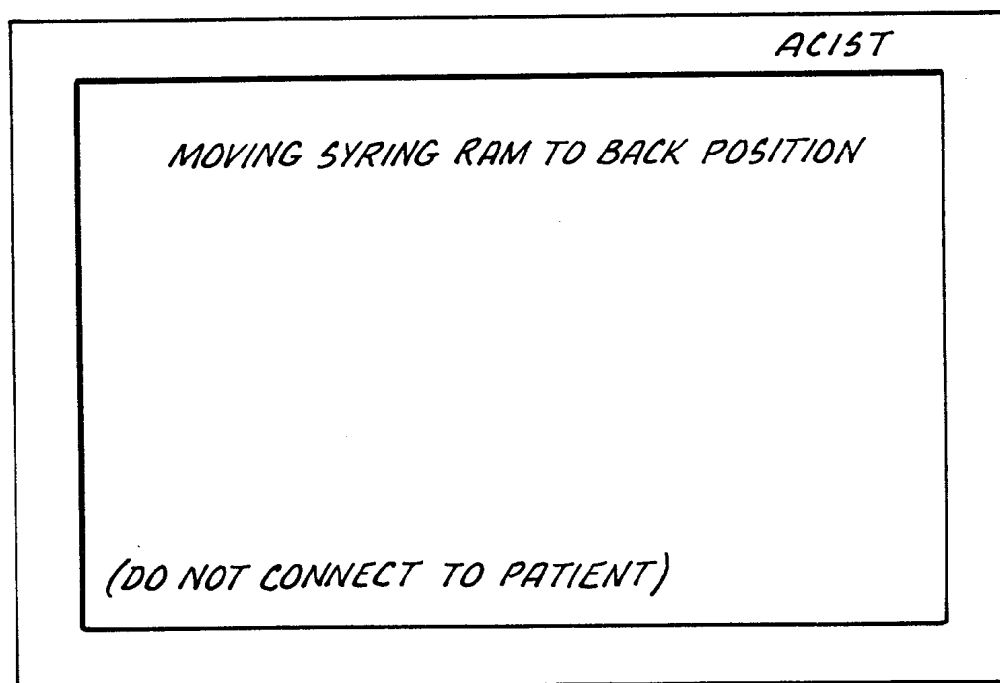 ACIST
MOVING SYRING RAM TO BACK POSITION
(DO NOT CONNECT TO PATIENT)